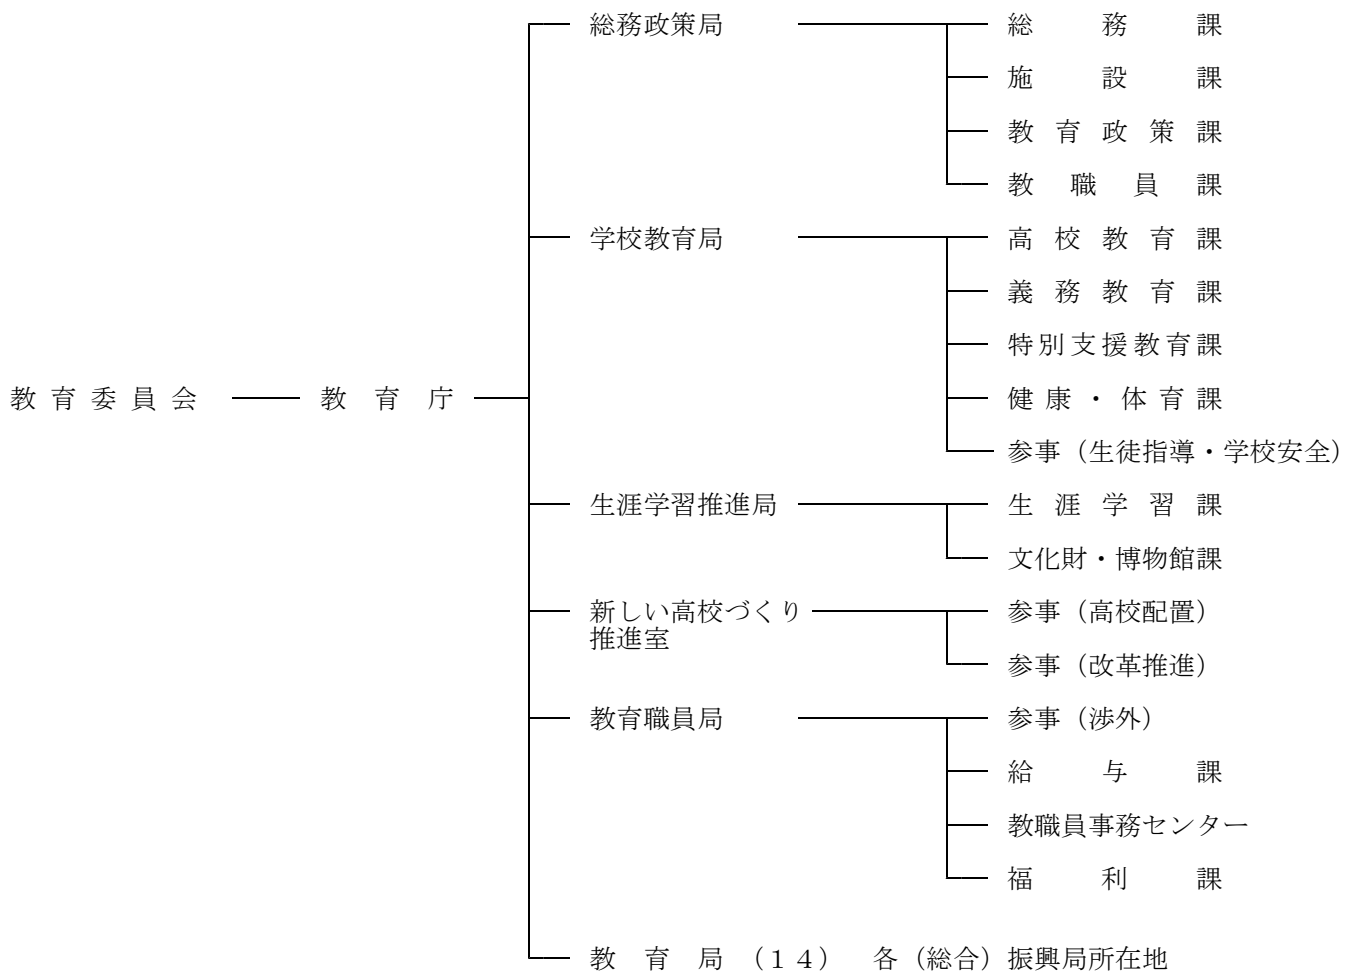 総務政策局 総務課
施設課
教育政策課
教職員課
学校教育局 高校教育課
義務教育課
特別支援教育課
教育委員会 教育庁 健康・体育課
参事（生徒指導・学校安全）
生涯学習推進局 生涯学習課
文化財・博物館課
新しい高校づくり 参事（高校配置）
推進室
参事（改革推進）
教育職員局 参事（渉外）
給与課
教職員事務センター
福利課
教育局（１４） 各（総合）振興局所在地